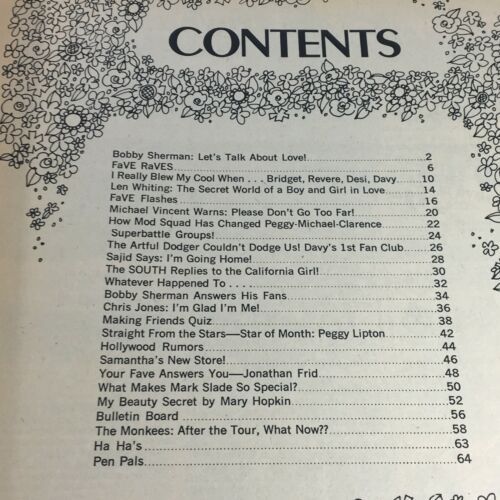 CONTENTS
Bobby Sherman: Let's Talk About Love!..............................2
FaVE RaVES..............................6
I Really Blew My Cool When . . . Bridget, Revere, Desi, Davy..........10
Len Whiting: The Secret World of a Boy and Girl in Love..........14
FaVE Flashes..............................16
Michael Vincent Warns: Please Don't Go Too Far!....................20
How Mod Squad Has Changed Peggy-Michael-Clarence..........22
Superbattle Groups!..............................24
The Artful Dodger Couldn't Dodge Us! Davy's 1st Fan Club......26
Sajid Says: I'm Going Home!..............................28
The SOUTH Replies to the California Girl!..............................30
Whatever Happened To . . . ...............................32
Bobby Sherman Answers His Fans..............................34
Chris Jones: I'm Glad I'm Me!..............................36
Making Friends Quiz..............................38
Straight From the Stars—Star of Month: Peggy Lipton..........42
Hollywood Rumors..............................44
Samantha's New Store!..............................46
Your Fave Answers You—Jonathan Frid..............................48
What Makes Mark Slade So Special?..............................50
My Beauty Secret by Mary Hopkin..............................52
Bulletin Board..............................56
The Monkees: After the Tour, What Now??..............................58
Ha Ha's..............................63
Pen Pals..............................64